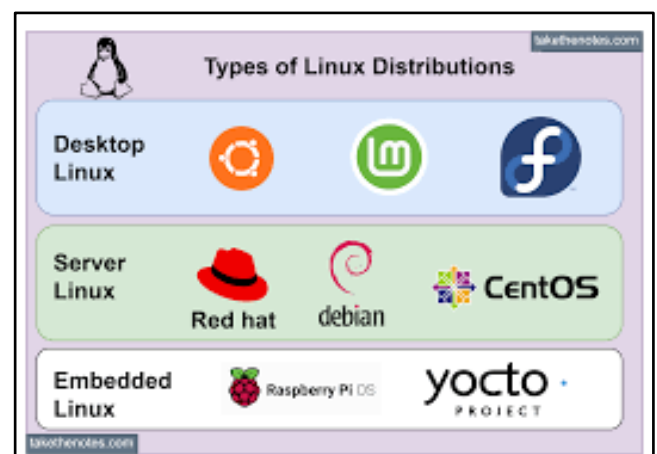 takethenotes.com
Types of Linux Distributions
Desktop
Linux
Server
Linux
Red hat
debian
CentOS
Embedded
Linux
Raspberry Pi OS
yocto
PROJECT
takethenotes.com